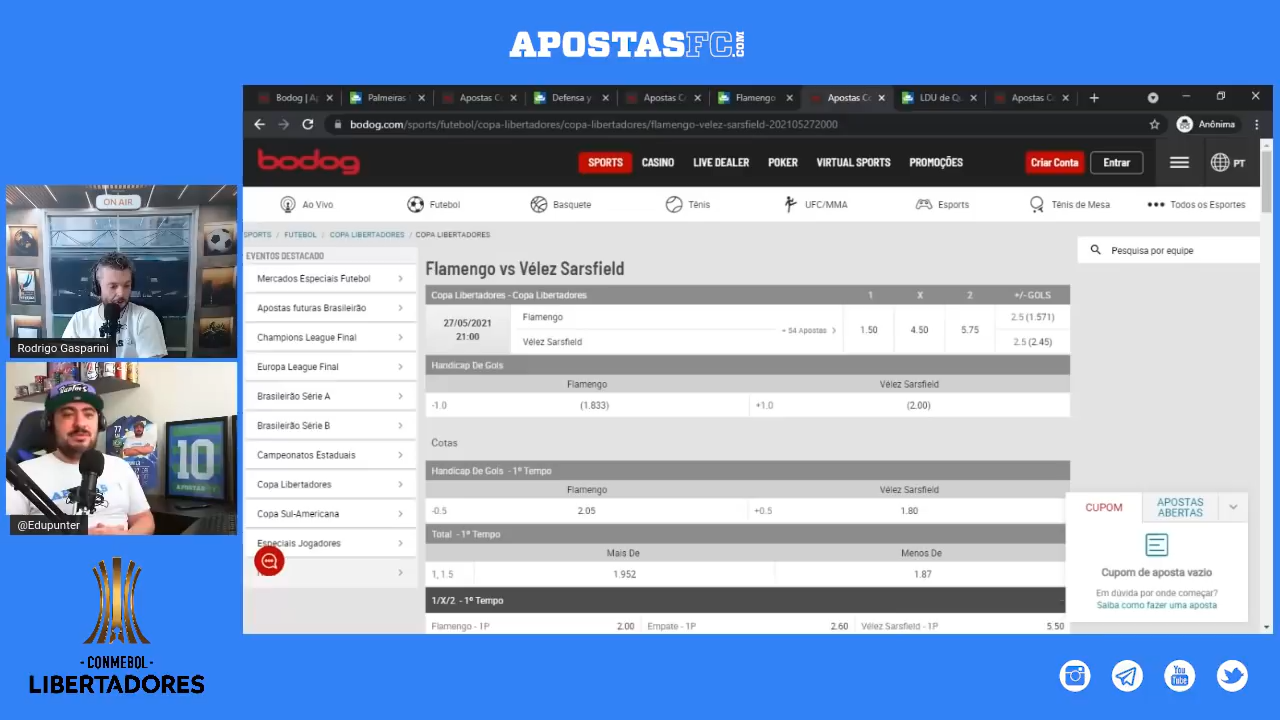 APOSTASFC.COM
Bodog | A
Palmeiras
Apostas Co
Defensa y
Apostas C
Flamengo
Apostas Co
LDU de Q
Apostas C
bodog.com/sports/futebol/copa-libertadores/copa-libertadores/flamengo-velez-sarsfield-202105272000
Anônima
bodog
SPORTS CASINO LIVE DEALER POKER VIRTUAL SPORTS PROMOÇÕES
Criar Conta Entrar PT
Ao Vivo Futebol Basquete Tênis UFC/MMA Esports Tênis de Mesa Todos os Esportes
SPORTS / FUTEBOL / COPA LIBERTADORES / COPA LIBERTADORES
Pesquisa por equipe
EVENTOS DESTACADO
Mercados Especiais Futebol
Apostas futuras Brasileirão
Champions League Final
Europa League Final
Brasileirão Série A
Brasileirão Série B
Campeonatos Estaduais
Copa Libertadores
Copa Sul-Americana
Especiais Jogadores
Flamengo vs Vélez Sarsfield
Copa Libertadores - Copa Libertadores 1 X 2 +/- GOLS
27/05/2021
21:00
Flamengo
Vélez Sarsfield
+ 54 Apostas
1.50 4.50 5.75
2.5 (1.571)
2.5 (2.45)
Handicap De Gols
Flamengo Vélez Sarsfield
-1.0 (1.833) +1.0 (2.00)
Cotas
Handicap De Gols - 1º Tempo
Flamengo Vélez Sarsfield
-0.5 2.05 +0.5 1.80
Total - 1º Tempo
Mais De Menos De
1, 1.5 1.952 1.87
1/X/2 - 1º Tempo
Flamengo - 1P 2.00 Empate - 1P 2.60 Vélez Sarsfield - 1P 5.50
CUPOM
APOSTAS
ABERTAS
Cupom de aposta vazio
Em dúvida por onde começar?
Saiba como fazer uma aposta
ON AIR
Rodrigo Gasparini
10
77
@Edupunter
- CONMEBOL -
LIBERTADORES
You
Tube